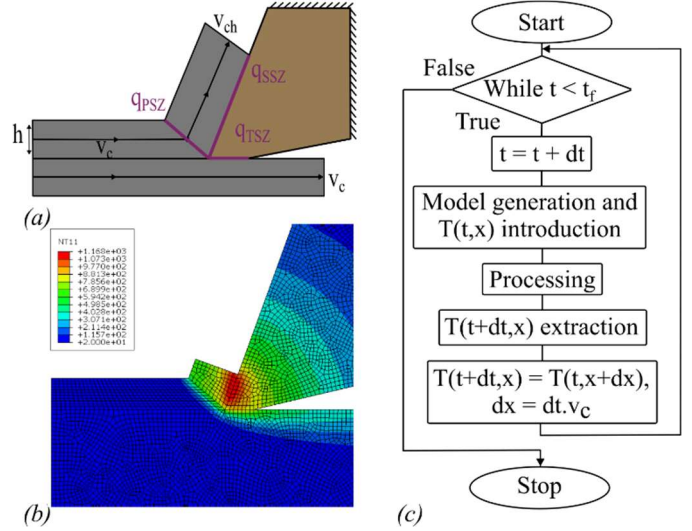 (a)
V_ch
q_SSZ
q_PSZ
q_TSZ
h
V_c
V_c
(b)
NT11
+1.168e+03
+1.073e+03
+9.770e+02
+8.813e+02
+7.856e+02
+6.899e+02
+5.942e+02
+4.985e+02
+4.028e+02
+3.071e+02
+2.114e+02
+1.157e+02
+2.000e+01
(c)
Start
False
While t < t_f
True
t = t + dt
Model generation and
T(t,x) introduction
Processing
T(t+dt,x) extraction
T(t+dt,x) = T(t,x+dx),
dx = dt.v_c
Stop